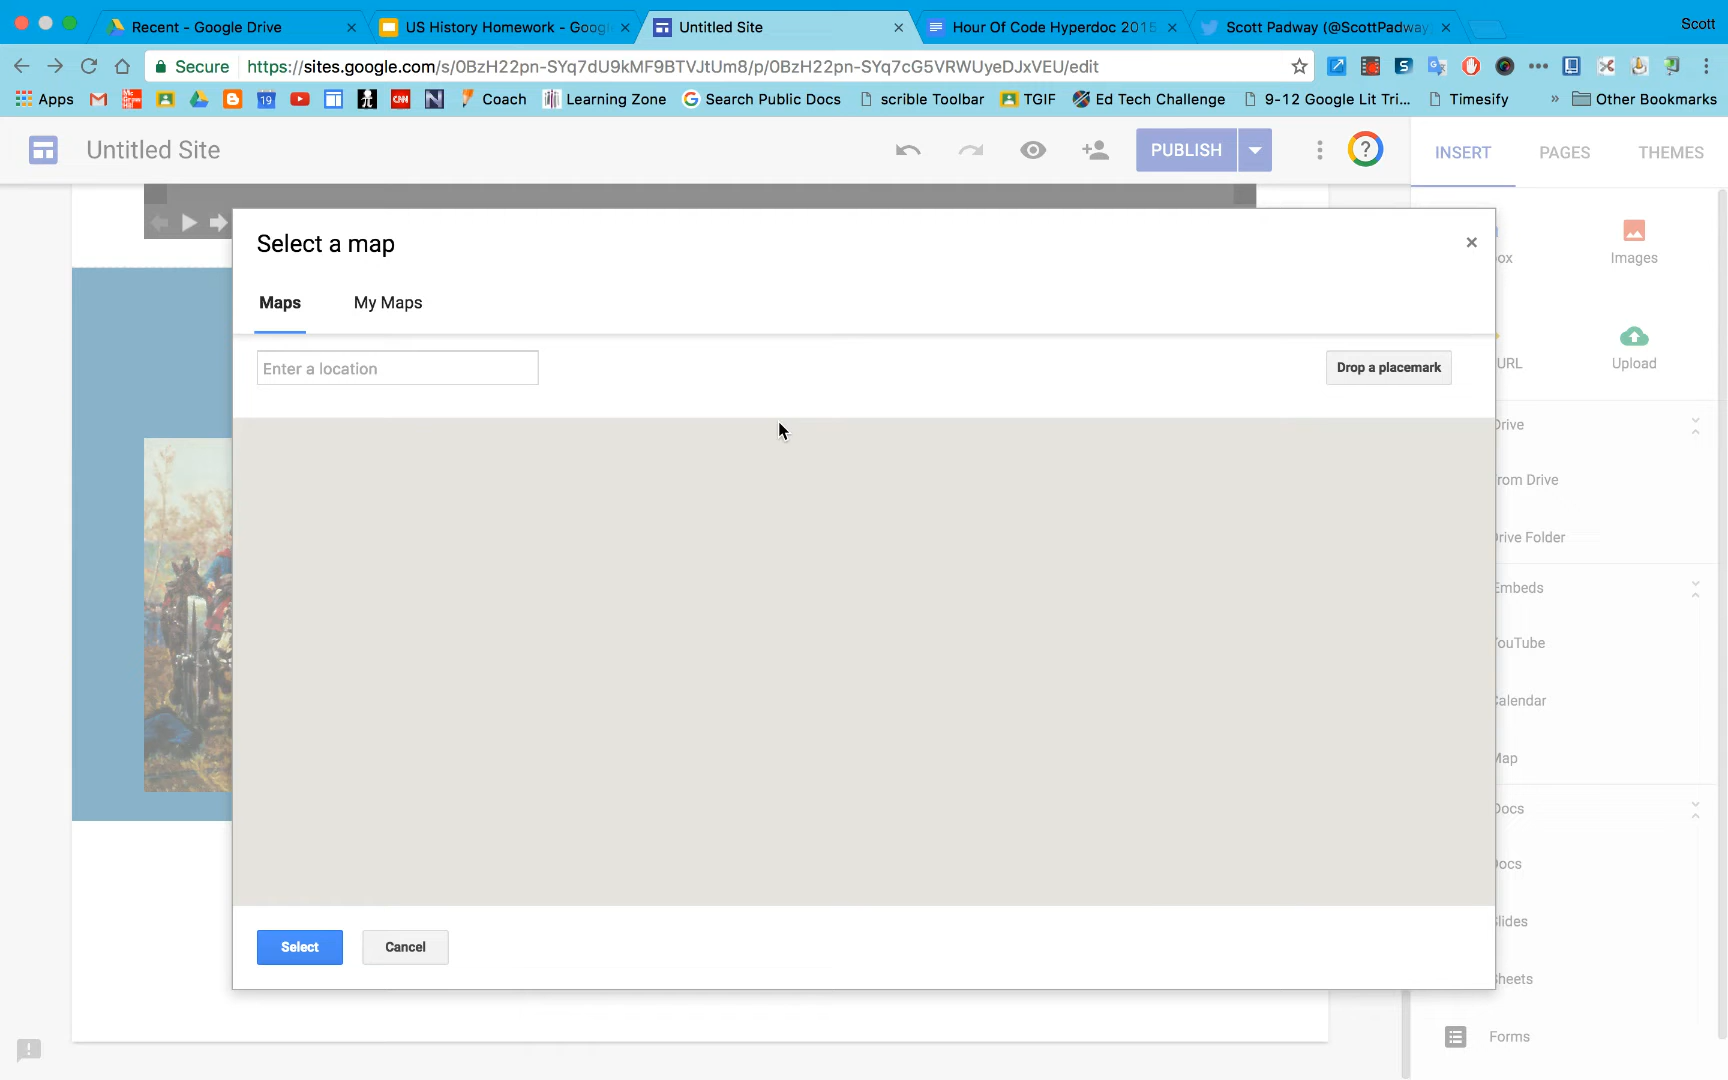 Recent - Google Drive
US History Homework - Goog
Untitled Site
Hour Of Code Hyperdoc 2015
Scott Padway (@ScottPadway
Scott
Secure
https://sites.google.com/s/0BzH22pn-SYq7dU9kMF9BTVJtUm8/p/0BzH22pn-SYq7cG5VRWUyeDJxVEU/edit
Apps
19
CNN
Coach
Learning Zone
Search Public Docs
scrible Toolbar
TGIF
Ed Tech Challenge
9-12 Google Lit Tri...
Timesify
»
Other Bookmarks
Untitled Site
PUBLISH
?
INSERT
PAGES
THEMES
Select a map
×
Maps
My Maps
Enter a location
Drop a placemark
Select
Cancel
ox
Images
URL
Upload
Drive
rom Drive
rive Folder
Embeds
ouTube
alendar
Map
Docs
ocs
lides
heets
Forms